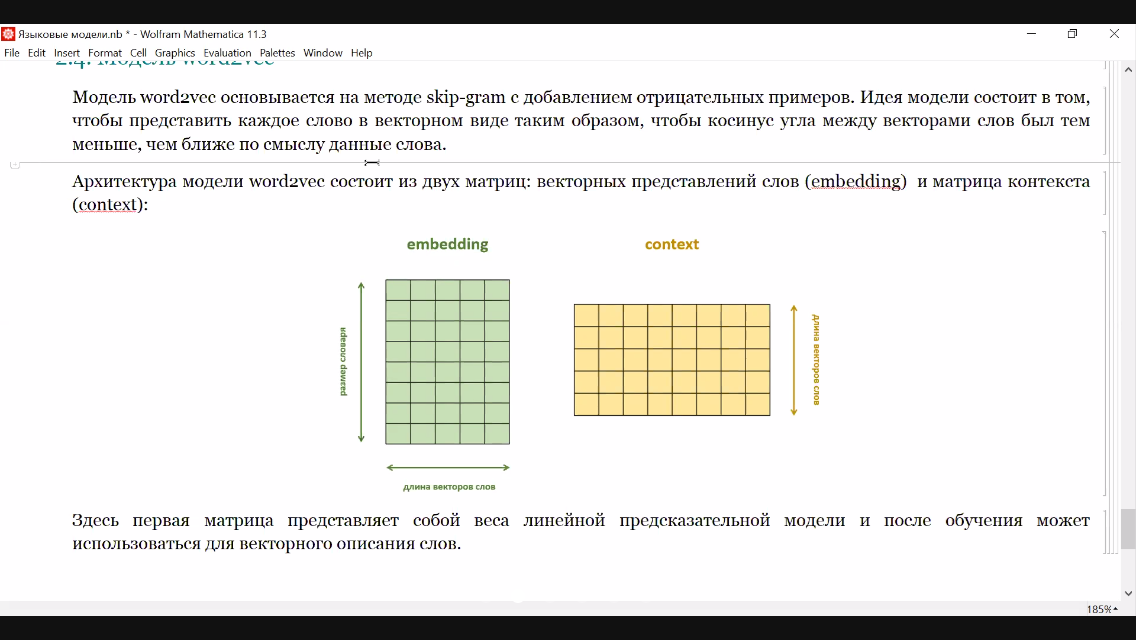 Языковые модели.nb * - Wolfram Mathematica 11.3
File Edit Insert Format Cell Graphics Evaluation Palettes Window Help
2.4. Модель word2vec
Модель word2vec основывается на методе skip-gram с добавлением отрицательных примеров. Идея модели состоит в том,
чтобы представить каждое слово в векторном виде таким образом, чтобы косинус угла между векторами слов был тем
меньше, чем ближе по смыслу данные слова.
Архитектура модели word2vec состоит из двух матриц: векторных представлений слов (embedding) и матрица контекста
(context):
embedding
context
размер словаря
длина векторов слов
длина векторов слов
Здесь первая матрица представляет собой веса линейной предсказательной модели и после обучения может
использоваться для векторного описания слов.
185%